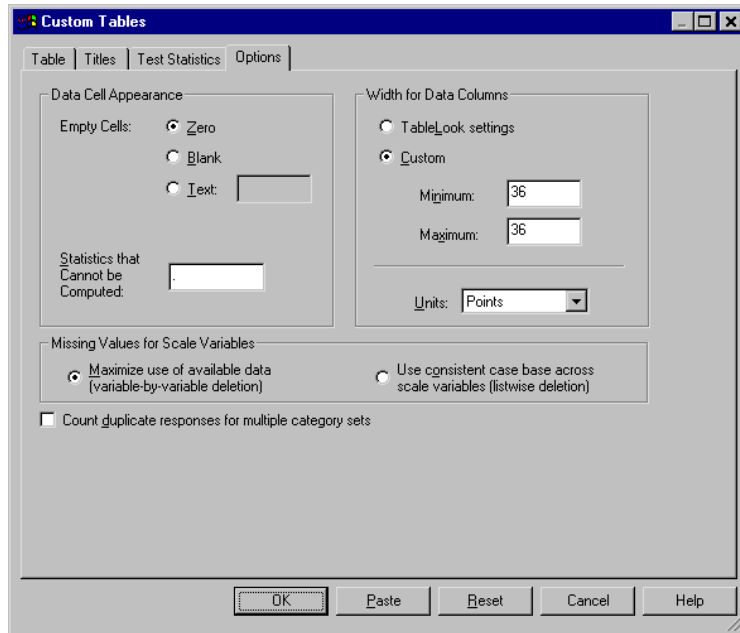 Custom Tables
Table
Titles
Test Statistics
Options
Data Cell Appearance
Empty Cells:
Zero
Blank
Text:
Statistics that
Cannot be
Computed:
.
Width for Data Columns
TableLook settings
Custom
Minimum:
36
Maximum:
36
Units:
Points
Missing Values for Scale Variables
Maximize use of available data
(variable-by-variable deletion)
Use consistent case base across
scale variables (listwise deletion)
Count duplicate responses for multiple category sets
OK
Paste
Reset
Cancel
Help